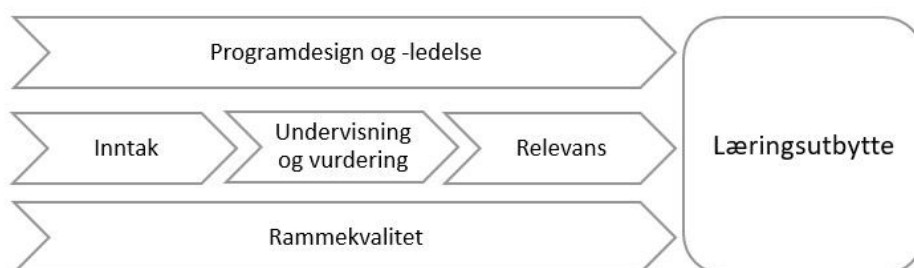 Programdesign og -ledelse
Inntak
Undervisning
og vurdering
Relevans
Læringsutbytte
Rammekvalitet